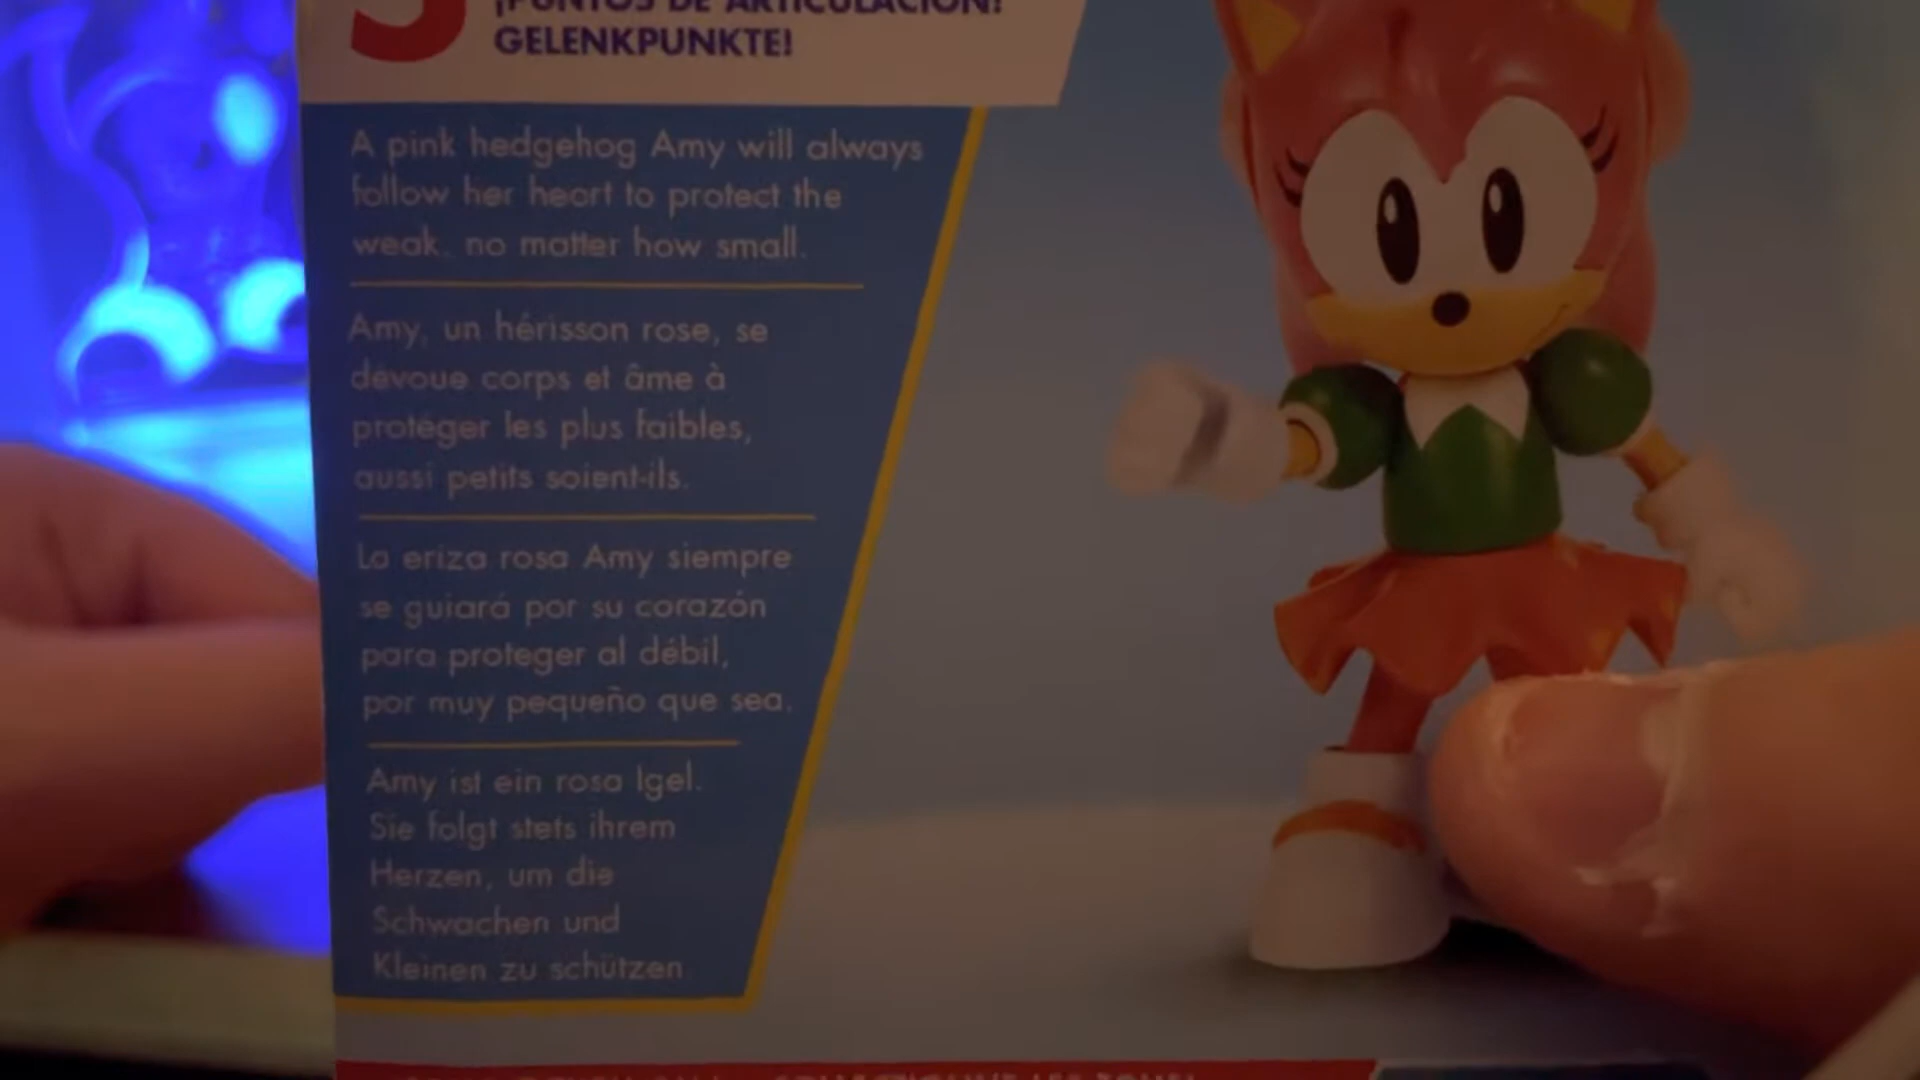 ¡PUNTOS DE ARTICULACIÓN!
GELENKPUNKTE!
A pink hedgehog Amy will always
follow her heart to protect the
weak, no matter how small.
Amy, un hérisson rose, se
dévoue corps et âme à
protéger les plus faibles,
aussi petits soient-ils.
La eriza rosa Amy siempre
se guiará por su corazón
para proteger al débil,
por muy pequeño que sea.
Amy ist ein rosa Igel.
Sie folgt stets ihrem
Herzen, um die
Schwachen und
Kleinen zu schützen